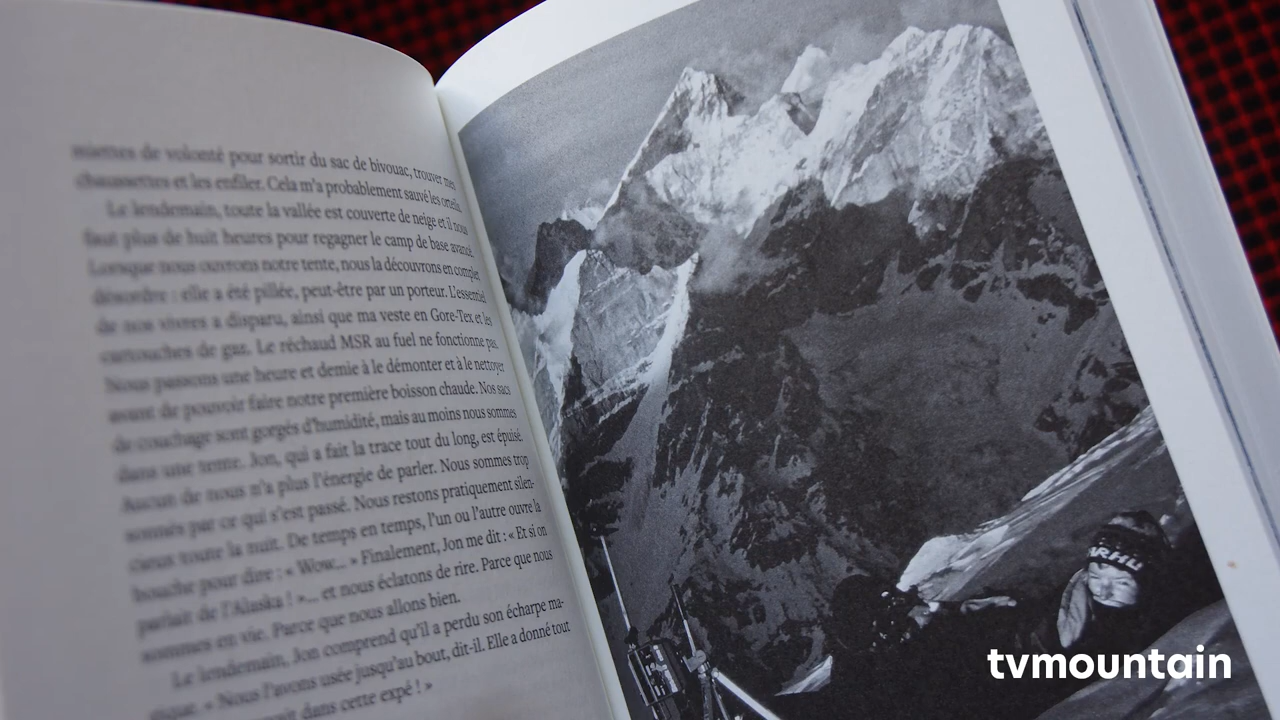 miettes de volonté pour sortir du sac de bivouac, trouver mes
chaussettes et les enfiler. Cela m'a probablement sauvé les orteils.
Le lendemain, toute la vallée est couverte de neige et il nous
faut plus de huit heures pour regagner le camp de base avancé.
Lorsque nous ouvrons notre tente, nous la découvrons en complet
désordre : elle a été pillée, peut-être par un porteur. L'essentiel
de nos vivres a disparu, ainsi que ma veste en Gore-Tex et les
cartouches de gaz. Le réchaud MSR au fuel ne fonctionne pas.
Nous passons une heure et demie à le démonter et à le nettoyer
avant de pouvoir faire notre première boisson chaude. Nos sacs
de couchage sont gorgés d'humidité, mais au moins nous sommes
dans une tente. Jon, qui a fait la trace tout du long, est épuisé.
Aucun de nous n'a plus l'énergie de parler. Nous sommes trop
sonnés par ce qui s'est passé. Nous restons pratiquement silen-
cieux toute la nuit. De temps en temps, l'un ou l'autre ouvre la
bouche pour dire : « Wow... » Finalement, Jon me dit : « Et si on
parlait de l'Alaska ! »... et nous éclatons de rire. Parce que nous
sommes en vie. Parce que nous allons bien.
Le lendemain, Jon comprend qu'il a perdu son écharpe ma-
gique. « Nous l'avons usée jusqu'au bout, dit-il. Elle a donné tout
dans cette expé ! »
tvmountain